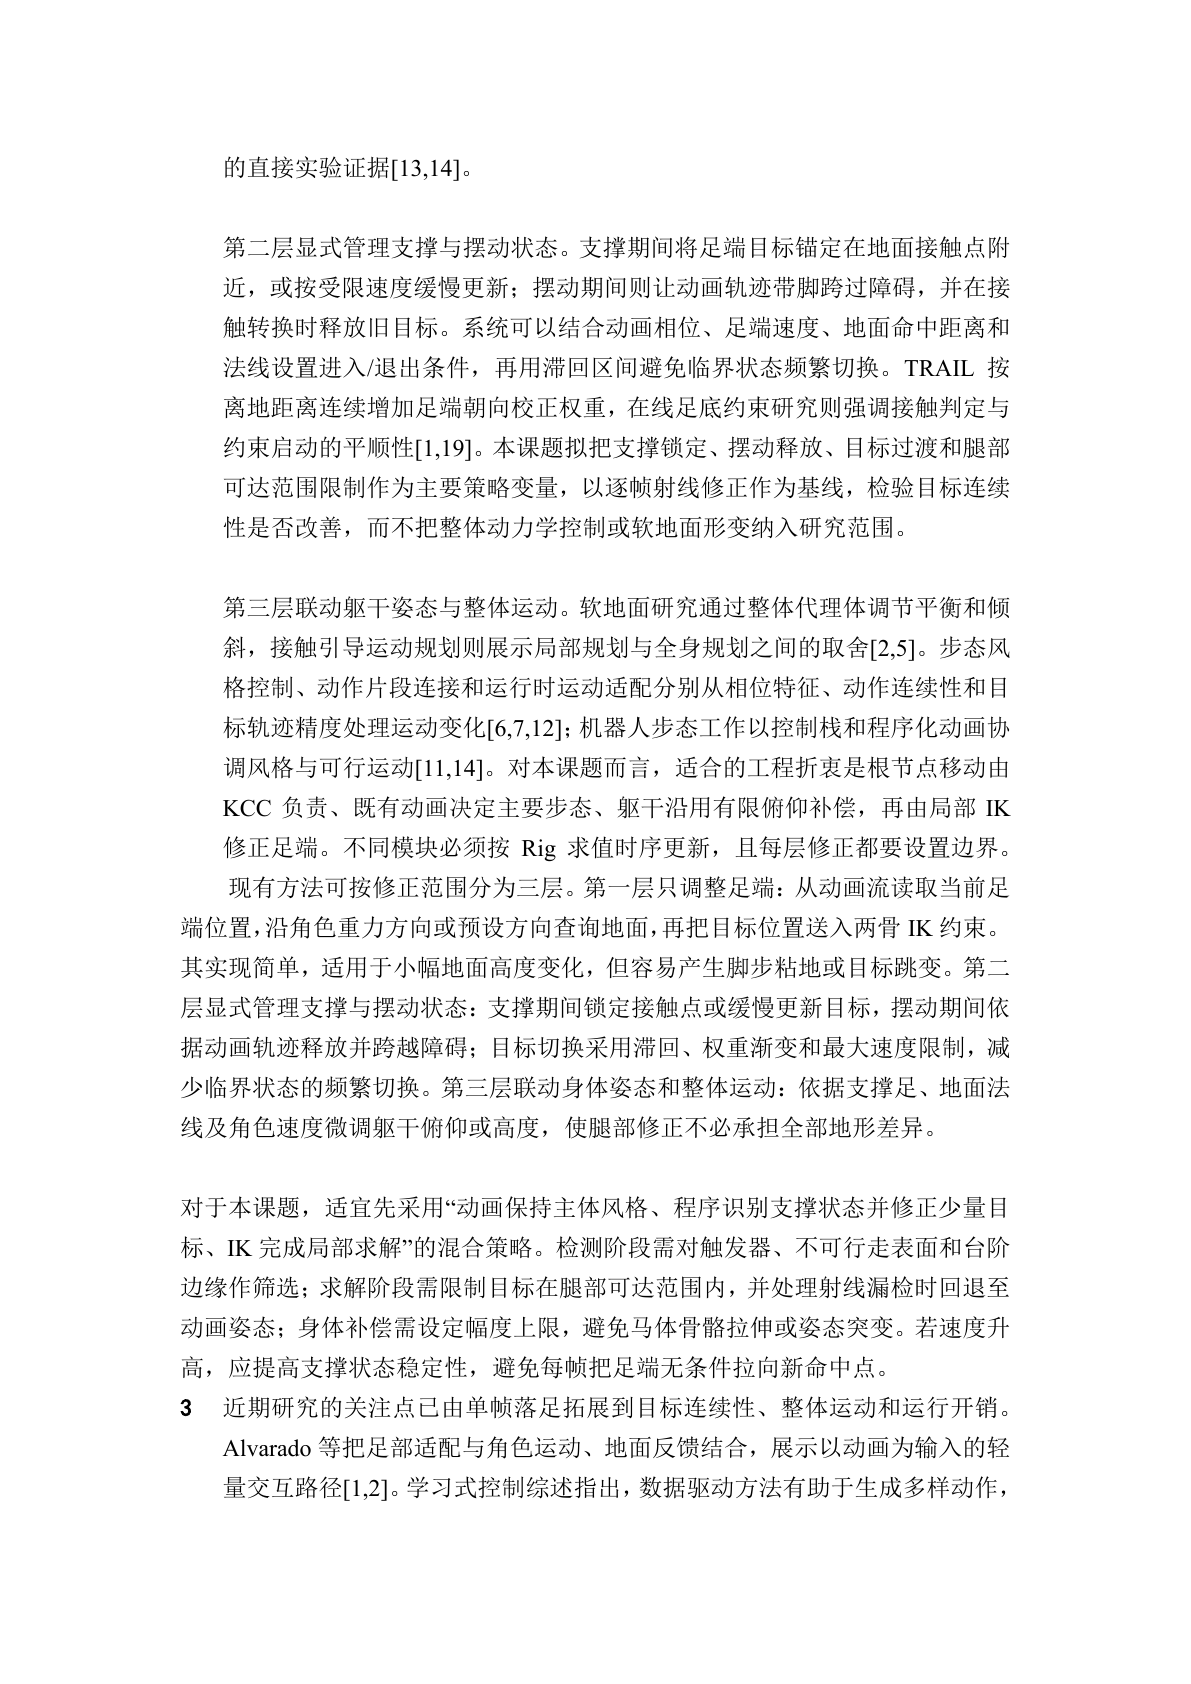 的直接实验证据[13,14]。
第二层显式管理支撑与摆动状态。支撑期间将足端目标锚定在地面接触点附
近，或按受限速度缓慢更新；摆动期间则让动画轨迹带脚跨过障碍，并在接
触转换时释放旧目标。系统可以结合动画相位、足端速度、地面命中距离和
法线设置进入/退出条件，再用滞回区间避免临界状态频繁切换。TRAIL 按
离地距离连续增加足端朝向校正权重，在线足底约束研究则强调接触判定与
约束启动的平顺性[1,19]。本课题拟把支撑锁定、摆动释放、目标过渡和腿部
可达范围限制作为主要策略变量，以逐帧射线修正作为基线，检验目标连续
性是否改善，而不把整体动力学控制或软地面形变纳入研究范围。
第三层联动躯干姿态与整体运动。软地面研究通过整体代理体调节平衡和倾
斜，接触引导运动规划则展示局部规划与全身规划之间的取舍[2,5]。步态风
格控制、动作片段连接和运行时运动适配分别从相位特征、动作连续性和目
标轨迹精度处理运动变化[6,7,12]；机器人步态工作以控制栈和程序化动画协
调风格与可行运动[11,14]。对本课题而言，适合的工程折衷是根节点移动由
KCC 负责、既有动画决定主要步态、躯干沿用有限俯仰补偿，再由局部 IK
修正足端。不同模块必须按 Rig 求值时序更新，且每层修正都要设置边界。
现有方法可按修正范围分为三层。第一层只调整足端：从动画流读取当前足
端位置，沿角色重力方向或预设方向查询地面，再把目标位置送入两骨 IK 约束。
其实现简单，适用于小幅地面高度变化，但容易产生脚步粘地或目标跳变。第二
层显式管理支撑与摆动状态：支撑期间锁定接触点或缓慢更新目标，摆动期间依
据动画轨迹释放并跨越障碍；目标切换采用滞回、权重渐变和最大速度限制，减
少临界状态的频繁切换。第三层联动身体姿态和整体运动：依据支撑足、地面法
线及角色速度微调躯干俯仰或高度，使腿部修正不必承担全部地形差异。
对于本课题，适宜先采用“动画保持主体风格、程序识别支撑状态并修正少量目
标、IK 完成局部求解”的混合策略。检测阶段需对触发器、不可行走表面和台阶
边缘作筛选；求解阶段需限制目标在腿部可达范围内，并处理射线漏检时回退至
动画姿态；身体补偿需设定幅度上限，避免马体骨骼拉伸或姿态突变。若速度升
高，应提高支撑状态稳定性，避免每帧把足端无条件拉向新命中点。
3 近期研究的关注点已由单帧落足拓展到目标连续性、整体运动和运行开销。
Alvarado 等把足部适配与角色运动、地面反馈结合，展示以动画为输入的轻
量交互路径[1,2]。学习式控制综述指出，数据驱动方法有助于生成多样动作，